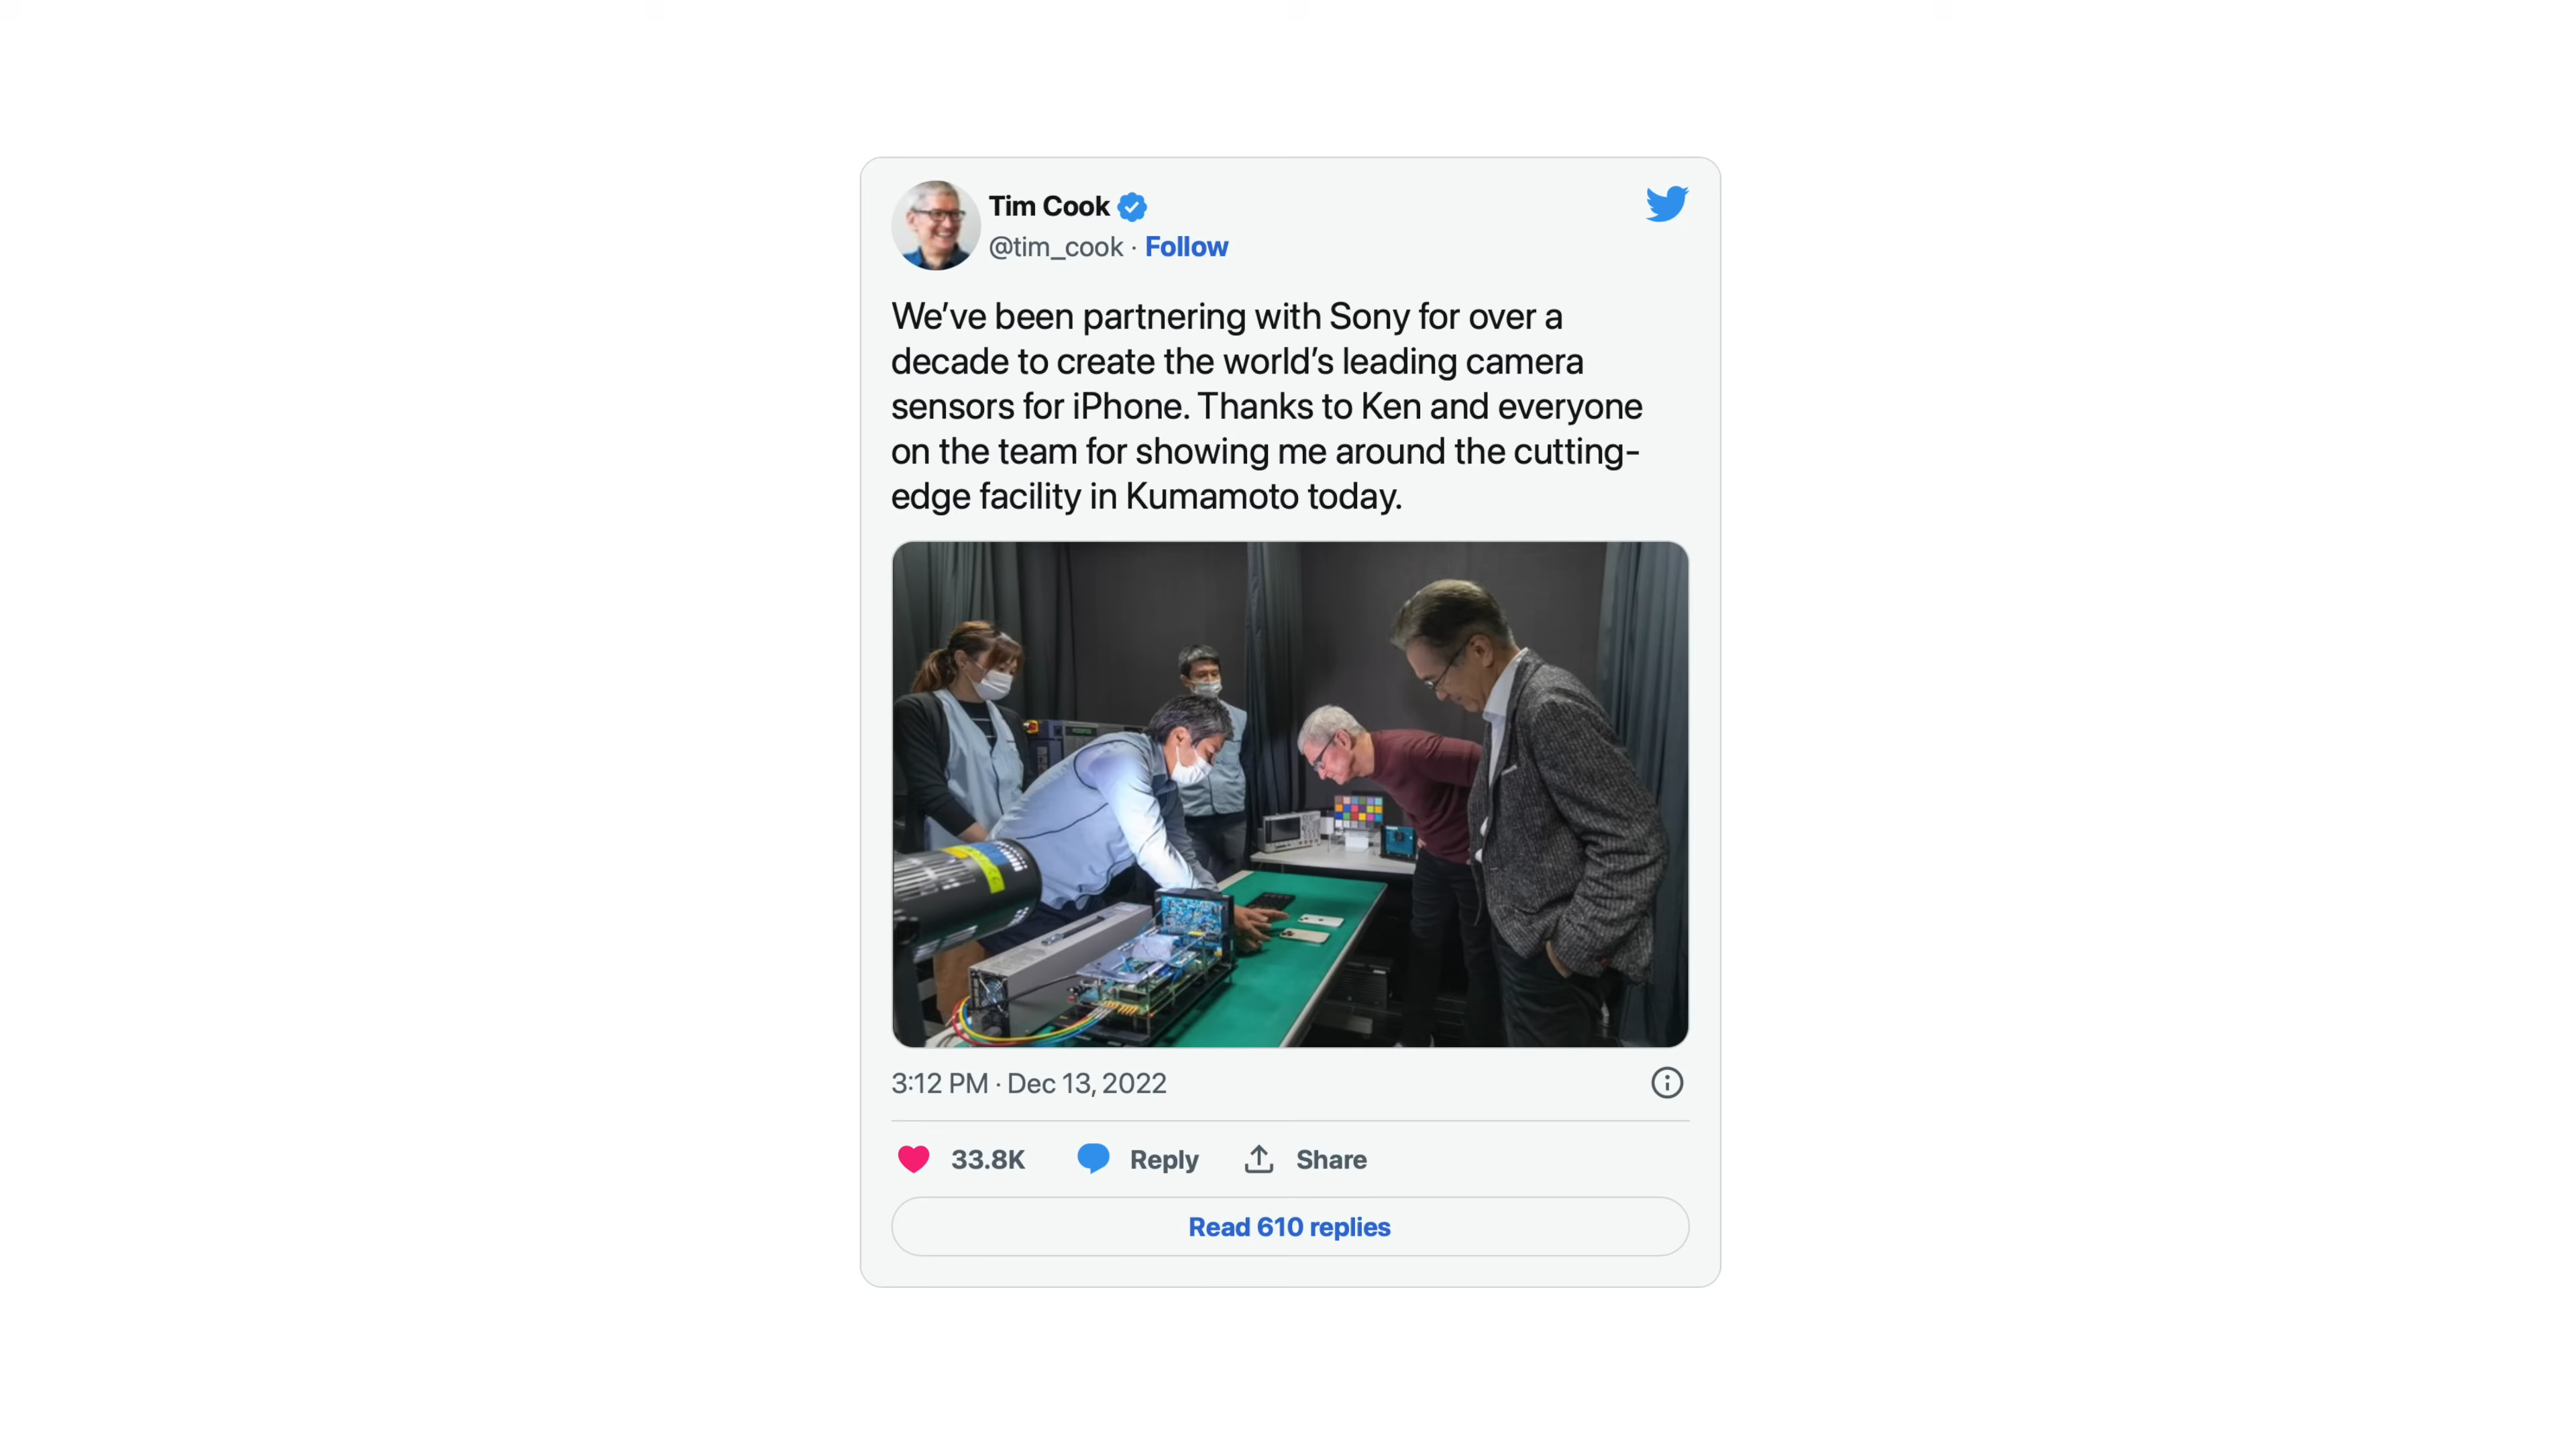 Tim Cook
@tim_cook · Follow
We’ve been partnering with Sony for over a
decade to create the world’s leading camera
sensors for iPhone. Thanks to Ken and everyone
on the team for showing me around the cutting-
edge facility in Kumamoto today.
3:12 PM · Dec 13, 2022
33.8K Reply Share
Read 610 replies